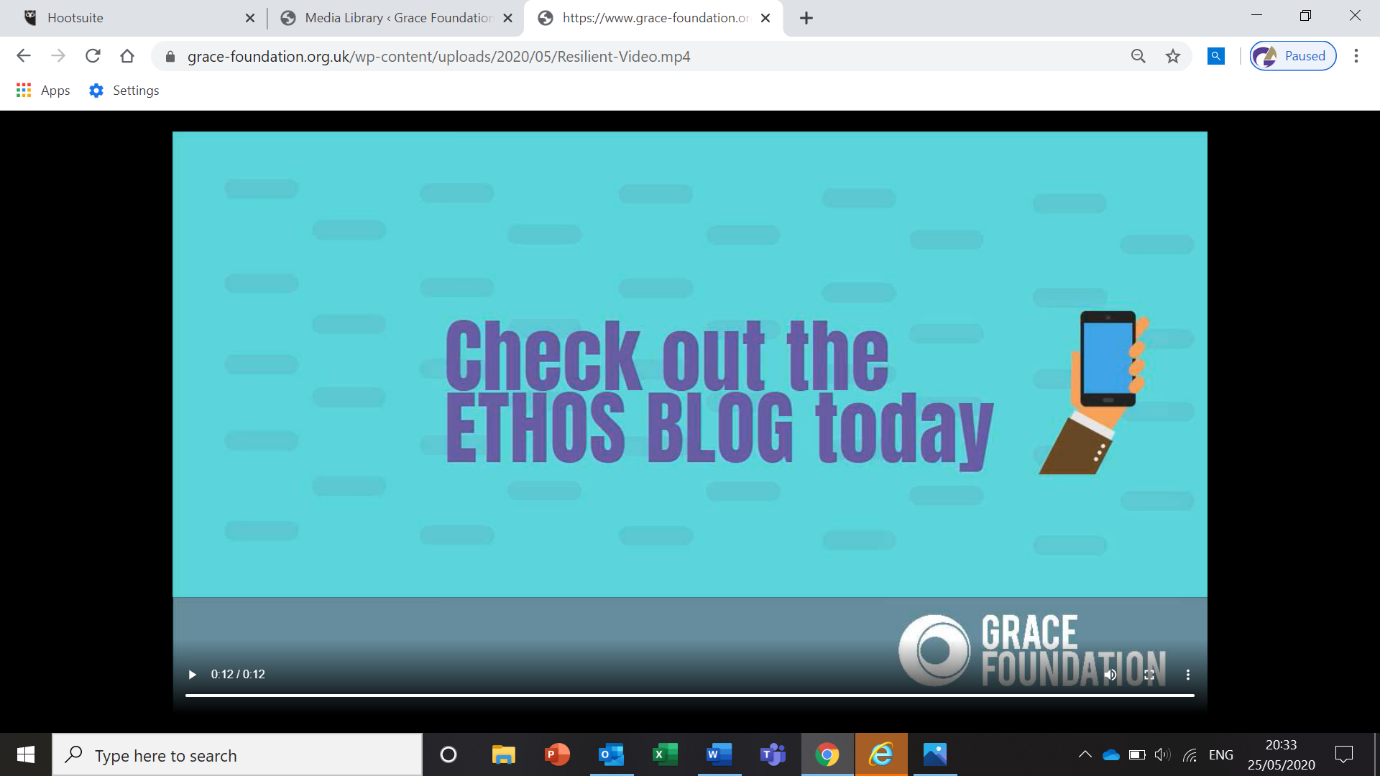 Hootsuite
Media Library ‹ Grace Foundation
https://www.grace-foundation.or
grace-foundation.org.uk/wp-content/uploads/2020/05/Resilient-Video.mp4
Paused
Apps
Settings
Check out the
ETHOS BLOG today
GRACE
FOUNDATION
0:12 / 0:12
Type here to search
ENG
20:33
25/05/2020